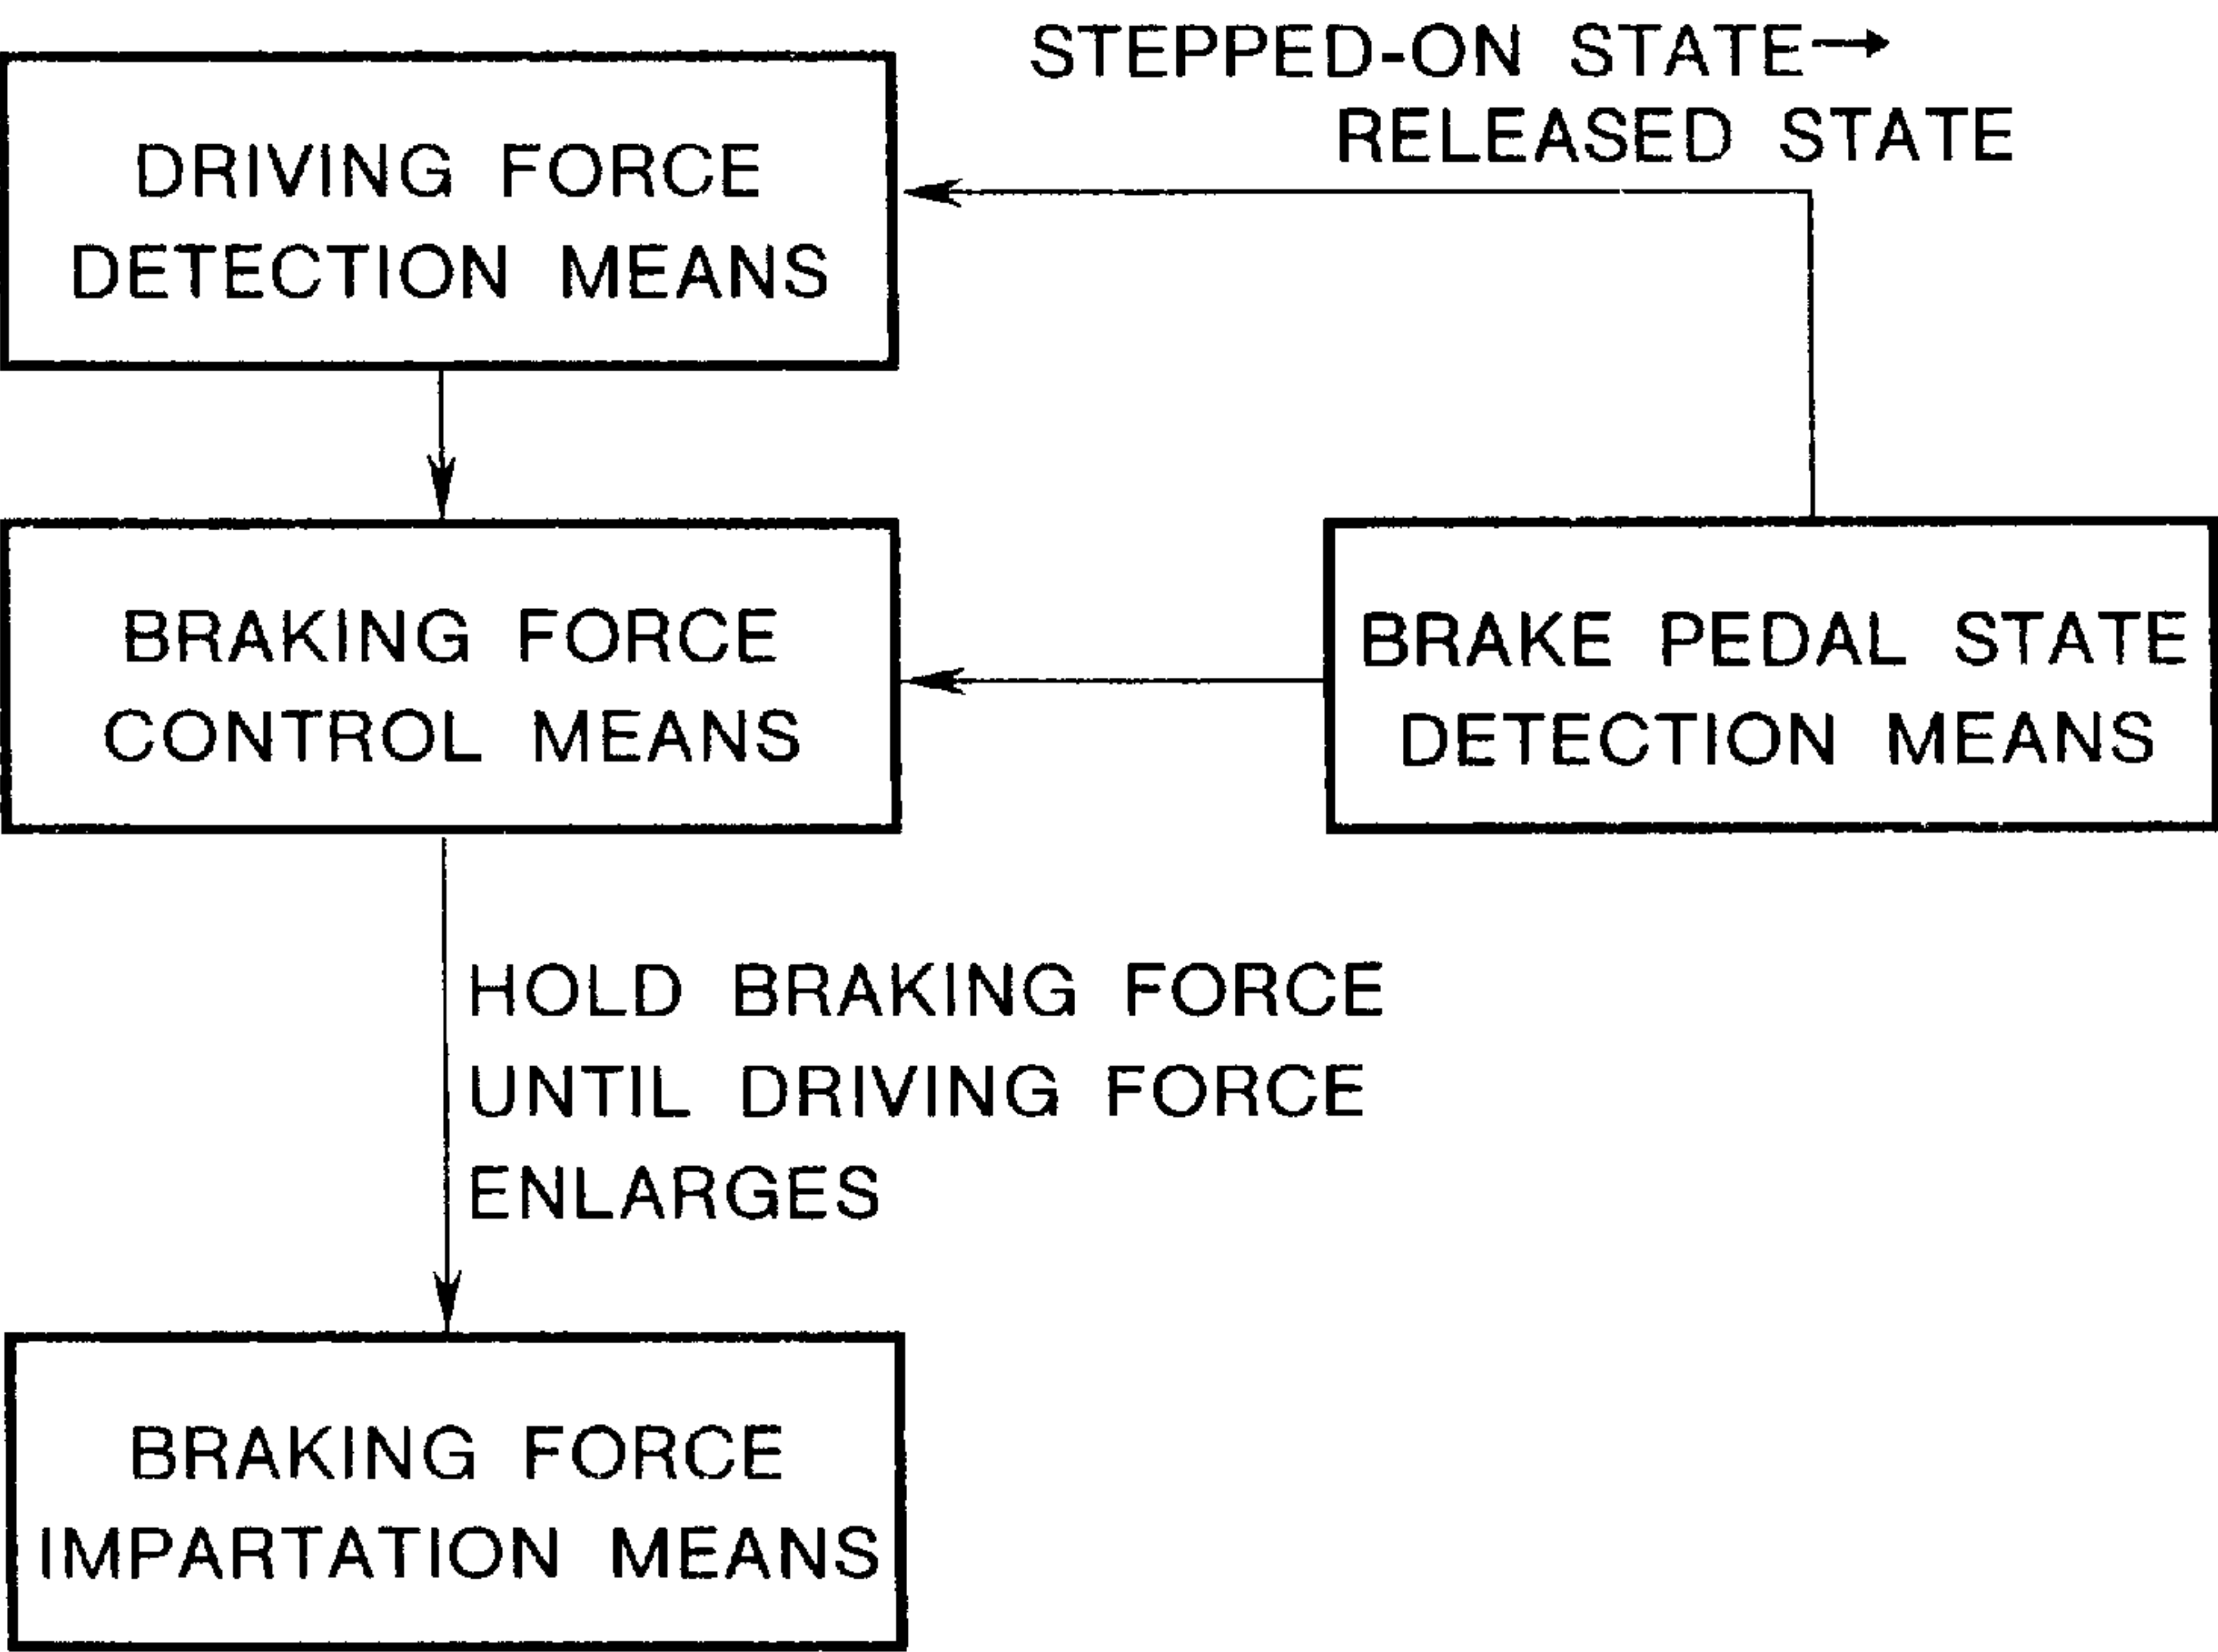 STEPPED-ON STATE→
RELEASED STATE
DRIVING FORCE
DETECTION MEANS
BRAKING FORCE
CONTROL MEANS
BRAKE PEDAL STATE
DETECTION MEANS
HOLD BRAKING FORCE
UNTIL DRIVING FORCE
ENLARGES
BRAKING FORCE
IMPARTATION MEANS